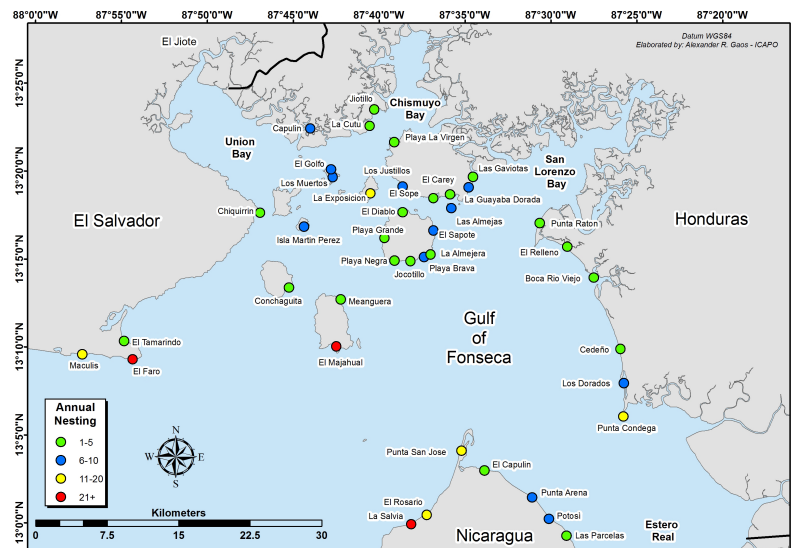 88°0'0"W
87°55'0"W
87°50'0"W
87°45'0"W
87°40'0"W
87°35'0"W
87°30'0"W
87°25'0"W
87°20'0"W
Datum WGS84
Elaborated by: Alexander R. Gaos - ICAPO
El Jiote
13°25'0"N
13°20'0"N
13°15'0"N
13°10'0"N
13°5'0"N
13°0'0"N
Jiotillo
Chismuyo
Bay
La Cutu
Capulin
Playa La Virgen
Union
Bay
San
Lorenzo
Bay
El Golfo
Los Muertos
Los Justillos
El Carey
Las Gaviotas
La Exposicion
El Sope
La Guayaba Dorada
Chiquirrin
El Diablo
Las Almejas
El Salvador
Honduras
Isla Martin Perez
Playa Grande
El Sapote
Punta Raton
El Relleno
Playa Negra
La Almejera
Jocotillo
Playa Brava
Boca Rio Viejo
Conchaguita
Meanguera
Gulf
of
Fonseca
El Tamarindo
Maculis
El Faro
El Majahual
Cedeño
Los Dorados
Punta Condega
Annual
Nesting
1-5
6-10
11-20
21+
N
W
E
S
Punta San Jose
El Capulin
Punta Arena
El Rosario
La Salvia
Potosi
Las Parcelas
Nicaragua
Estero
Real
Kilometers
0
7.5
15
22.5
30